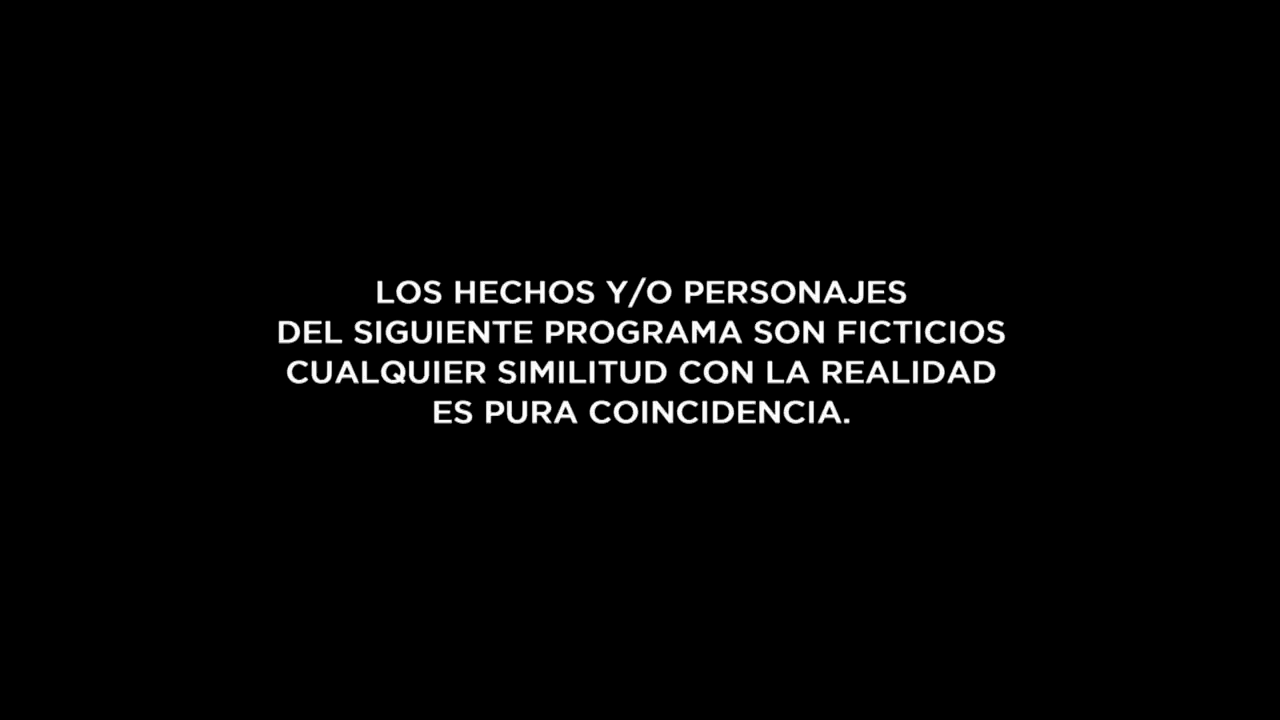 LOS HECHOS Y/O PERSONAJES
DEL SIGUIENTE PROGRAMA SON FICTICIOS
CUALQUIER SIMILITUD CON LA REALIDAD
ES PURA COINCIDENCIA.